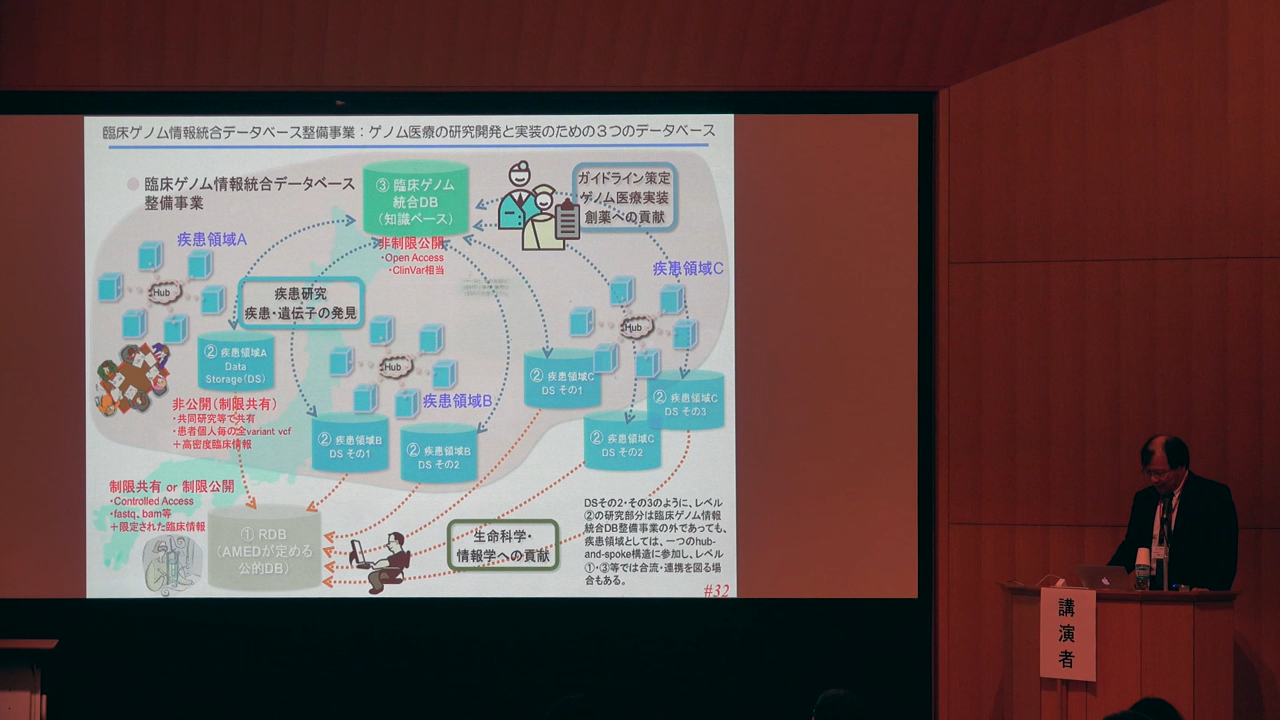 臨床ゲノム情報統合データベース整備事業：ゲノム医療の研究開発と実装のための３つのデータベース
臨床ゲノム情報統合データベース
整備事業
③ 臨床ゲノム
統合DB
（知識ベース）
非制限公開
・Open Access
・ClinVar相当
ガイドライン策定
ゲノム医療実装
創薬への貢献
疾患領域A
Hub
疾患研究
疾患・遺伝子の発見
疾患領域C
Hub
② 疾患領域A
Data
Storage（DS）
非公開（制限共有）
・共同研究等で共有
・患者個人毎の全variant vcf
＋高密度臨床情報
Hub
疾患領域B
② 疾患領域B
DS その1
② 疾患領域B
DS その2
② 疾患領域C
DS その1
② 疾患領域C
DS その2
② 疾患領域C
DS その3
制限共有 or 制限公開
・Controlled Access
・fastq、bam等
＋限定された臨床情報
① RDB
（AMEDが定める
公的DB）
生命科学・
情報学への貢献
DSその2・その3のように、レベル
②の研究部分は臨床ゲノム情報
統合DB整備事業の外であっても、
疾患領域としては、一つのhub-
and-spoke構造に参加し、レベル
①・③等では合流・連携を図る場
合もある。
#32
講演者